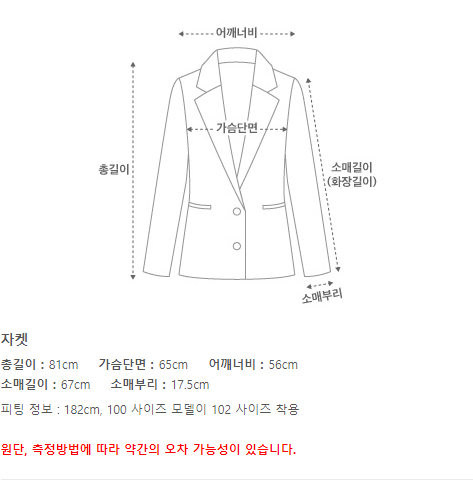 어깨너비
가슴단면
총길이
소매길이
(화장길이)
소매부리
자켓
총길이 : 81cm 가슴단면 : 65cm 어깨너비 : 56cm
소매길이 : 67cm 소매부리 : 17.5cm
피팅 정보 : 182cm, 100 사이즈 모델이 102 사이즈 착용
원단, 측정방법에 따라 약간의 오차 가능성이 있습니다.